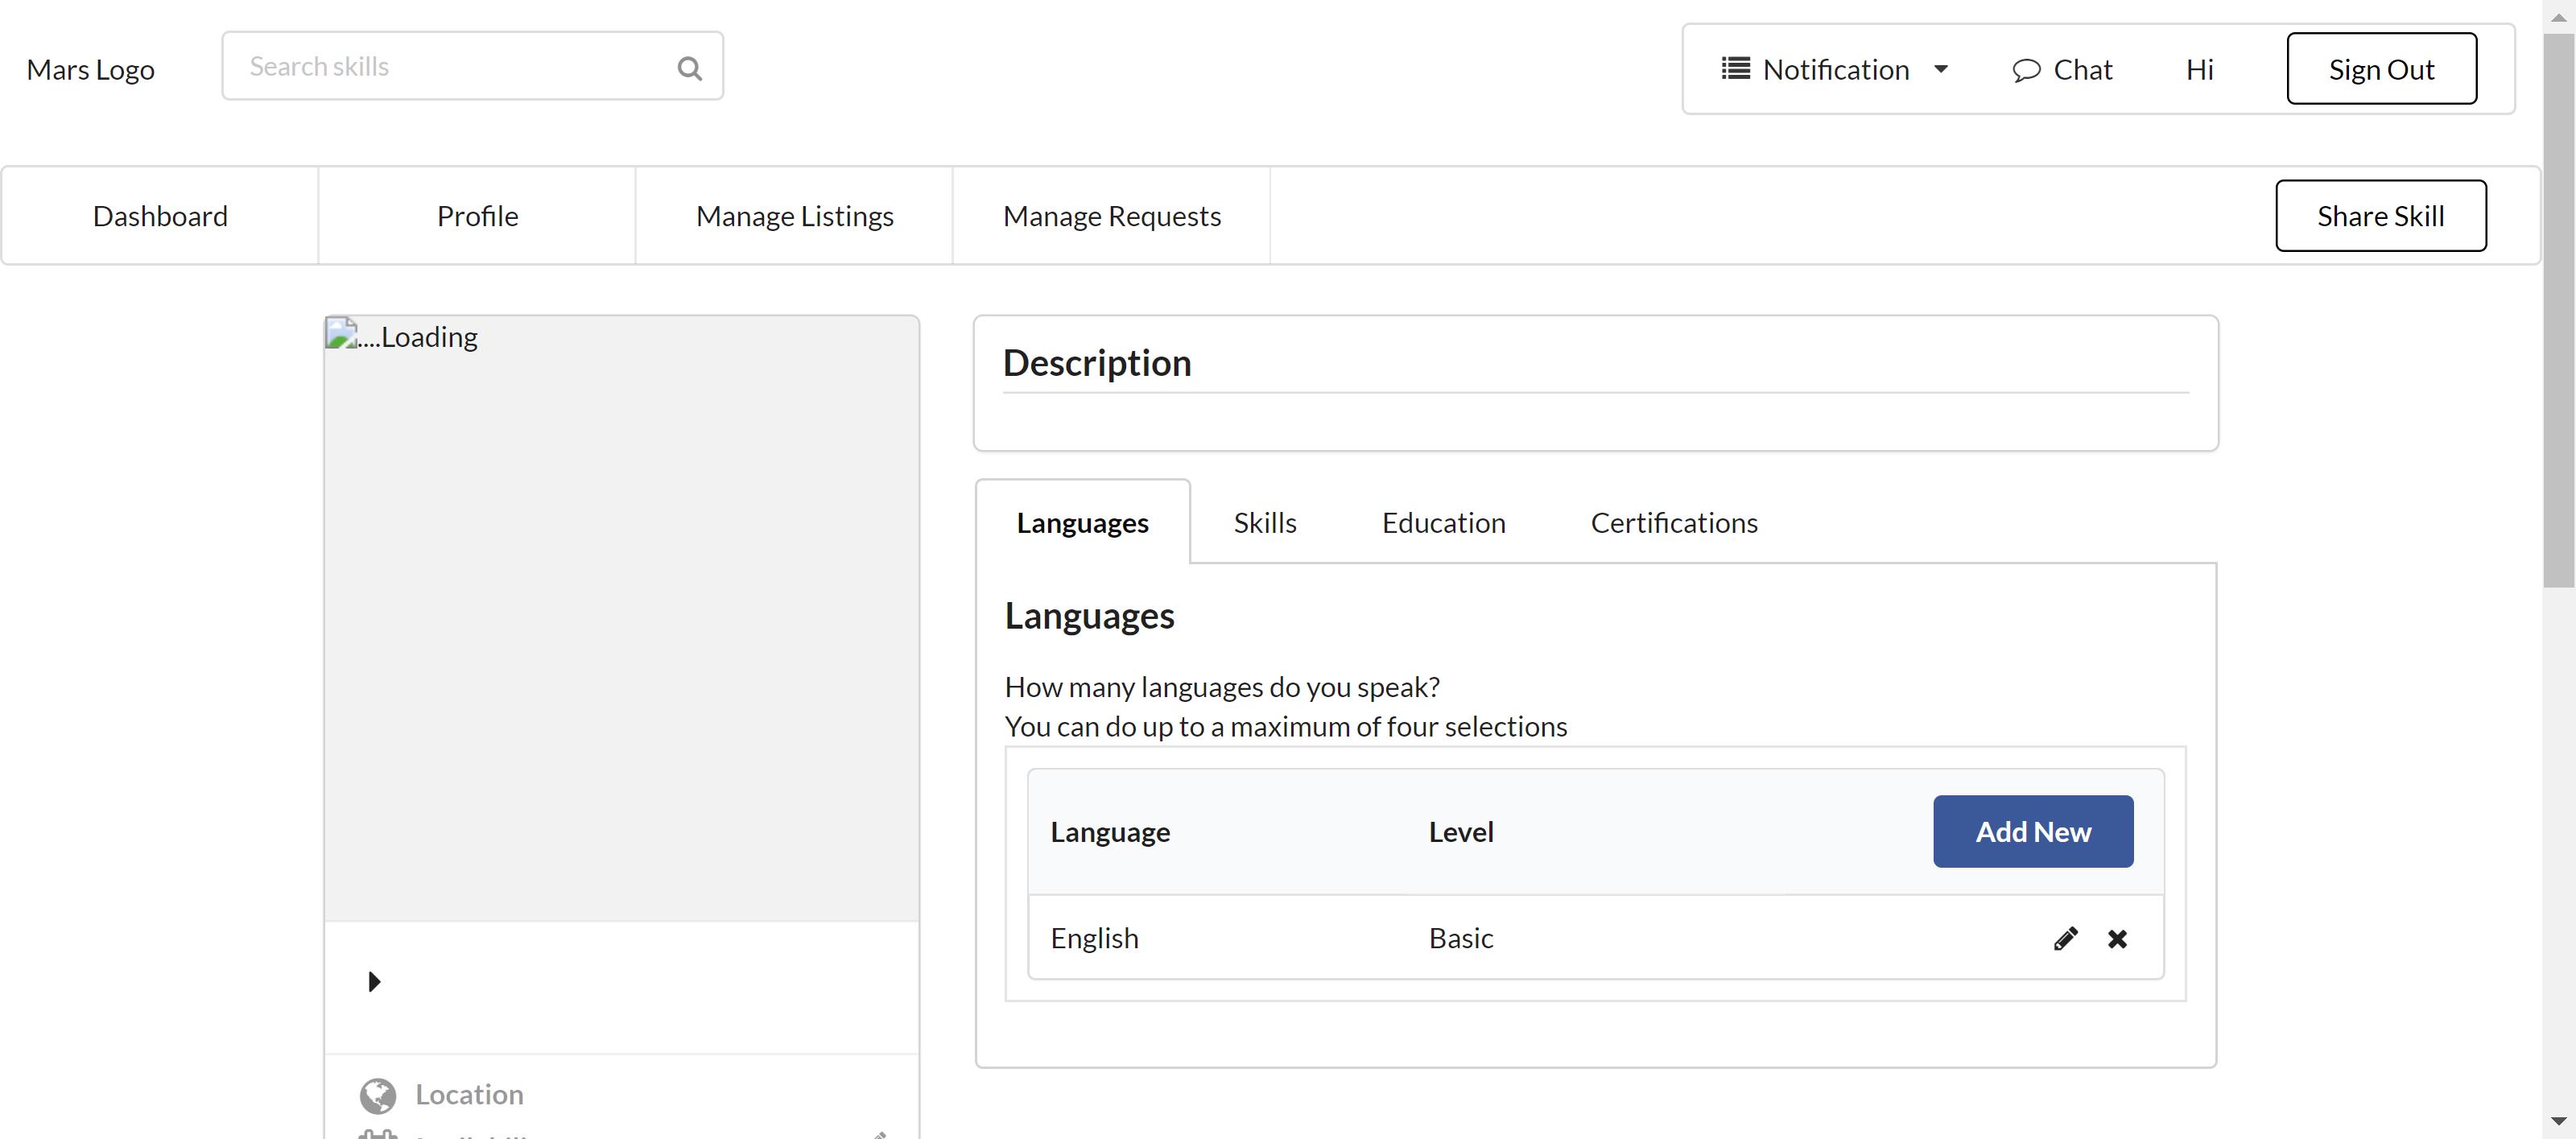 Mars Logo
Search skills
Notification
Chat
Hi
Sign Out
Dashboard
Profile
Manage Listings
Manage Requests
Share Skill
....Loading
Description
Languages
Skills
Education
Certifications
Languages
How many languages do you speak?
You can do up to a maximum of four selections
Language
Level
Add New
English
Basic
Location